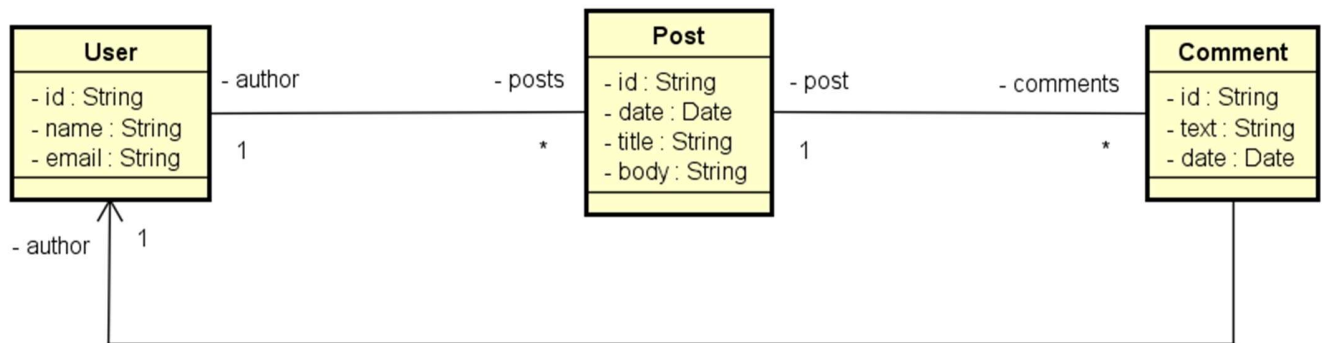 User
- id : String
- name : String
- email : String
- author
1
- posts
*
Post
- id : String
- date : Date
- title : String
- body : String
- post
1
- comments
*
Comment
- id : String
- text : String
- date : Date
- author
1